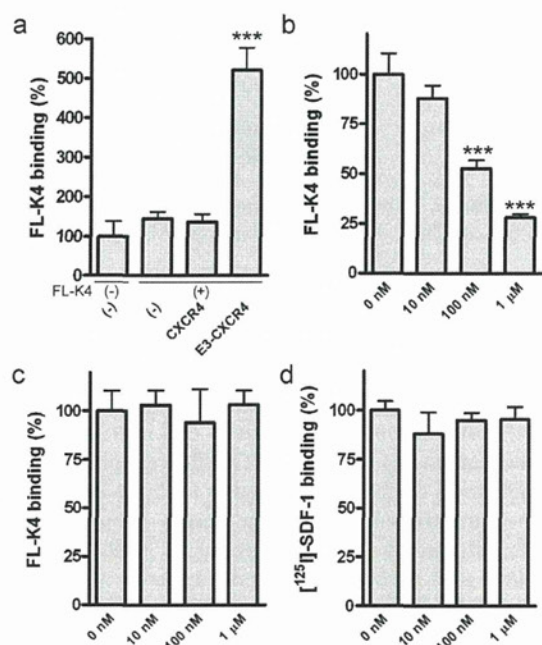 a
FL-K4 binding (%)
600
500
400
300
200
100
0
***
FL-K4 (-) (+)
(-) (-) CXCR4 E3-CXCR4
b
FL-K4 binding (%)
100
75
50
25
0
***
***
0 nM 10 nM 100 nM 1 μM
c
FL-K4 binding (%)
100
75
50
25
0
0 nM 10 nM 100 nM 1 μM
d
[¹²⁵I]-SDF-1 binding (%)
100
75
50
25
0
0 nM 10 nM 100 nM 1 μM